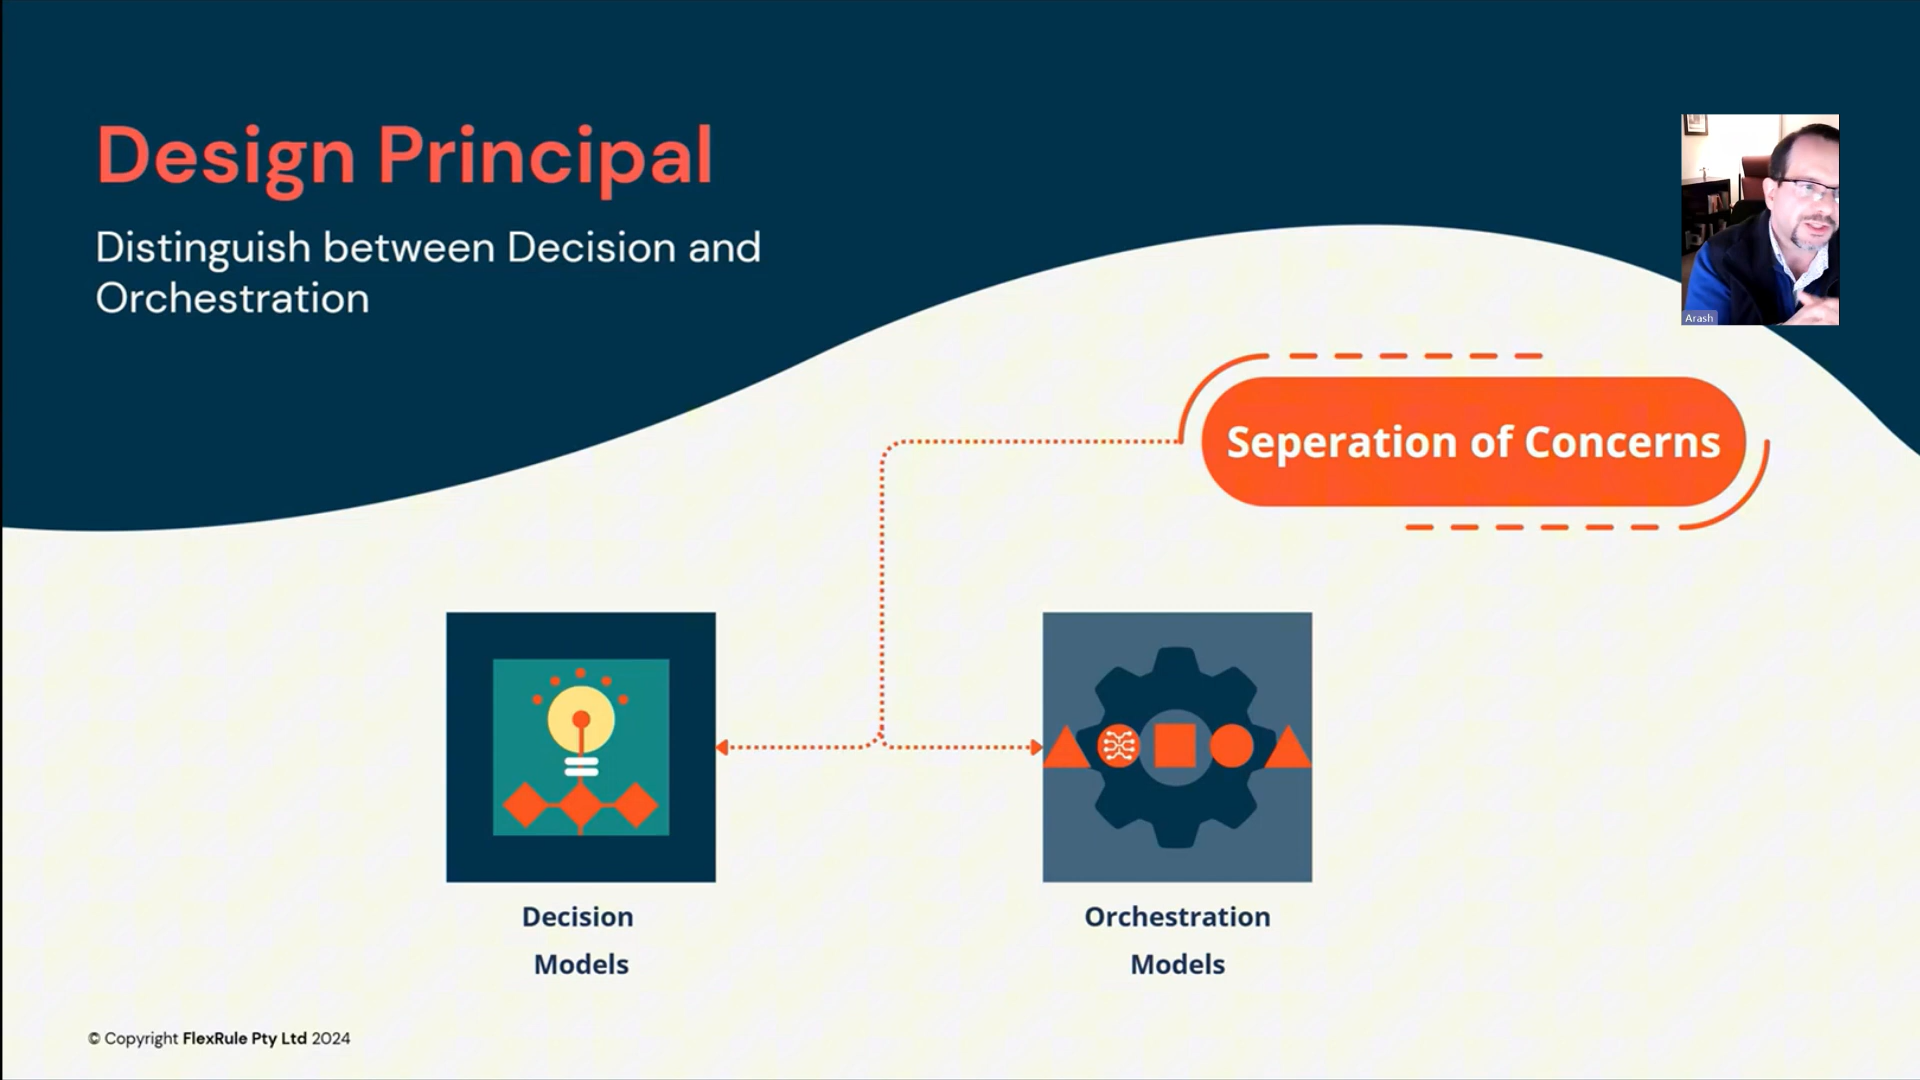 Design Principal
Distinguish between Decision and
Orchestration
Arash
Seperation of Concerns
Decision
Models
Orchestration
Models
© Copyright FlexRule Pty Ltd 2024